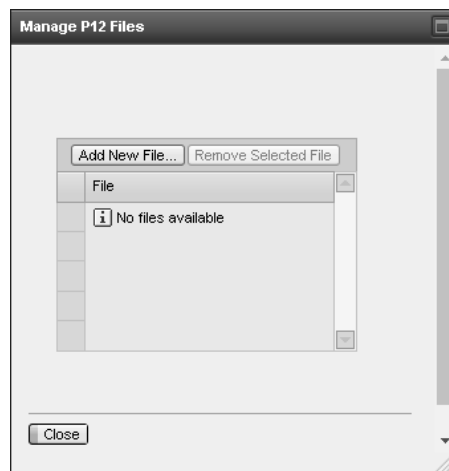 Manage P12 Files
Add New File... Remove Selected File
File
No files available
Close